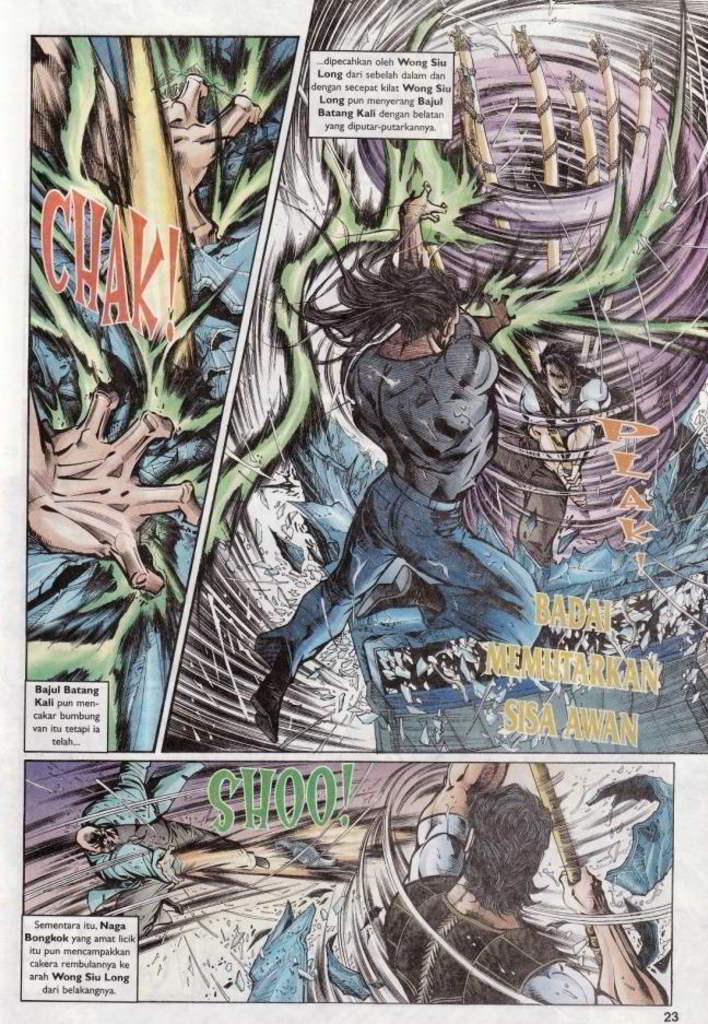 CHAK!
Bajul Batang
Kali pun men-
cakar bumbung
van itu tetapi ia
telah...
...dipecahkan oleh Wong Siu
Long dari sebelah dalam dan
dengan secepat kilat Wong Siu
Long pun menyerang Bajul
Batang Kali dengan belatan
yang diputar-putarkannya.
PLAK!
BADAI
MEMUTARKAN
SISA AWAN
SHOO!
Sementara itu, Naga
Bongkok yang amat licik
itu pun mencampakkan
cakera rembulannya ke
arah Wong Siu Long
dari belakangnya.
23